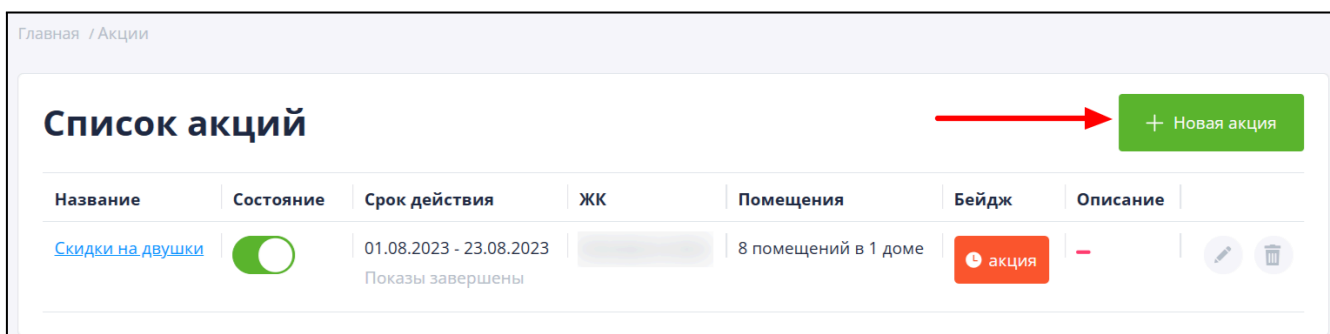 Главная / Акции
Список акций
+ Новая акция
Название Состояние Срок действия ЖК Помещения Бейдж Описание
Скидки на двушки 01.08.2023 - 23.08.2023 8 помещений в 1 доме акция –
Показы завершены